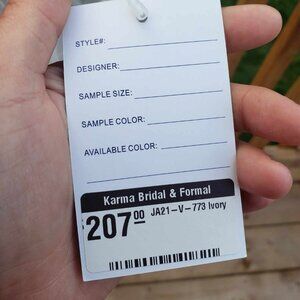 STYLE#:
DESIGNER:
SAMPLE SIZE:
SAMPLE COLOR:
AVAILABLE COLOR:
Karma Bridal & Formal
$207.00 JA21-V-773 Ivory